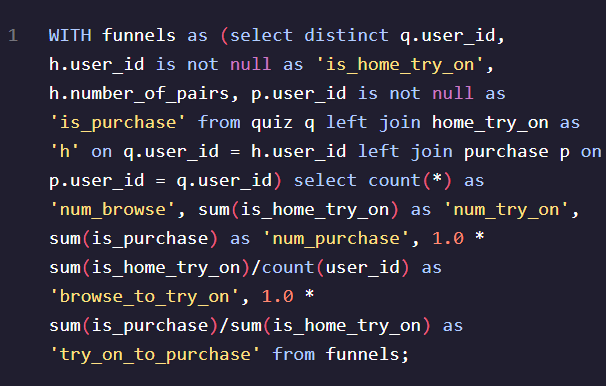 1 WITH funnels as (select distinct q.user_id,
h.user_id is not null as 'is_home_try_on',
h.number_of_pairs, p.user_id is not null as
'is_purchase' from quiz q left join home_try_on as
'h' on q.user_id = h.user_id left join purchase p on
p.user_id = q.user_id) select count(*) as
'num_browse', sum(is_home_try_on) as 'num_try_on',
sum(is_purchase) as 'num_purchase', 1.0 *
sum(is_home_try_on)/count(user_id) as
'browse_to_try_on', 1.0 *
sum(is_purchase)/sum(is_home_try_on) as
'try_on_to_purchase' from funnels;